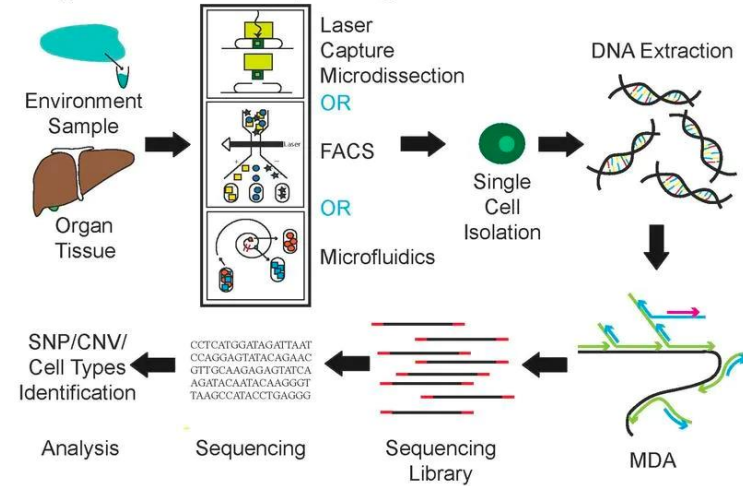 Environment
Sample
Organ
Tissue
Laser
+
−
Laser
Capture
Microdissection
OR
FACS
OR
Microfluidics
Single
Cell
Isolation
DNA Extraction
MDA
Sequencing
Library
CCTCATGGATAGATTAAT
CCAGGAGTATACAGAAC
GTTGCAAGAGAGTATCA
AGATACAATACAAGGGT
TAAGCCATACCTGAGGG
Sequencing
SNP/CNV/
Cell Types
Identification
Analysis